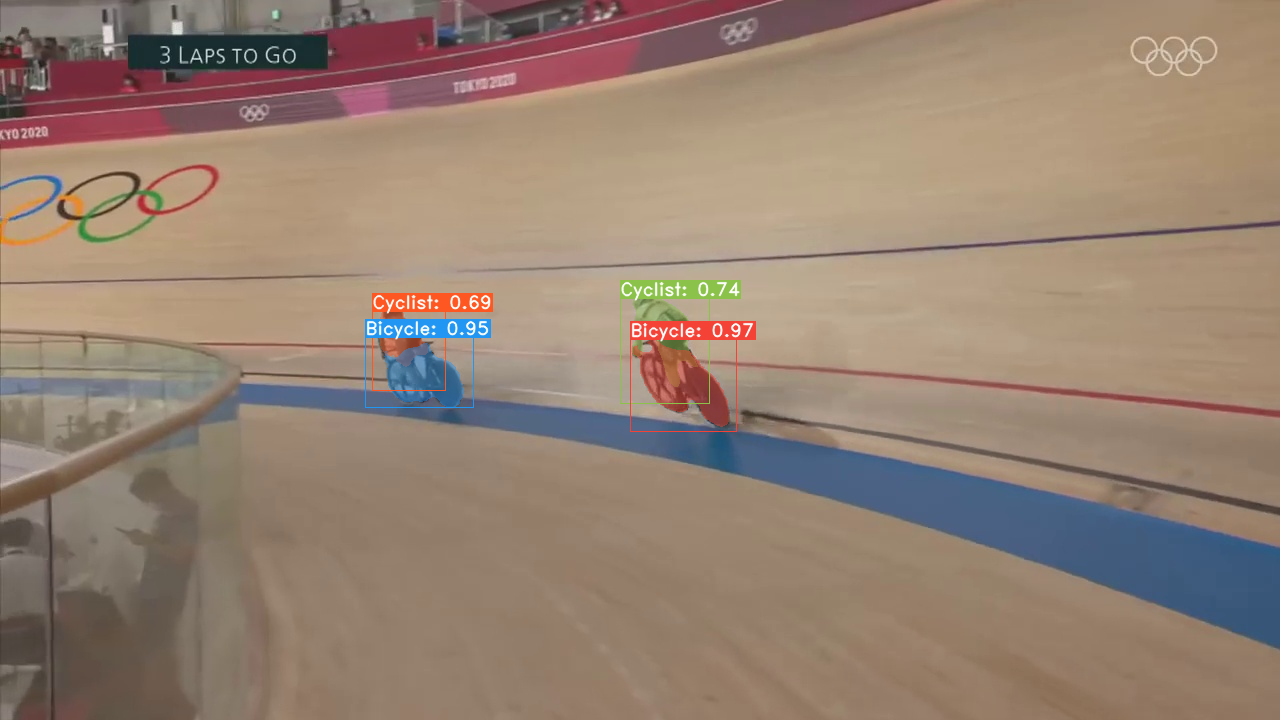 3 LAPS TO GO
TOKYO 2020
KYO 2020
Cyclist: 0.74
Cyclist: 0.69
Bicycle: 0.95
Bicycle: 0.97